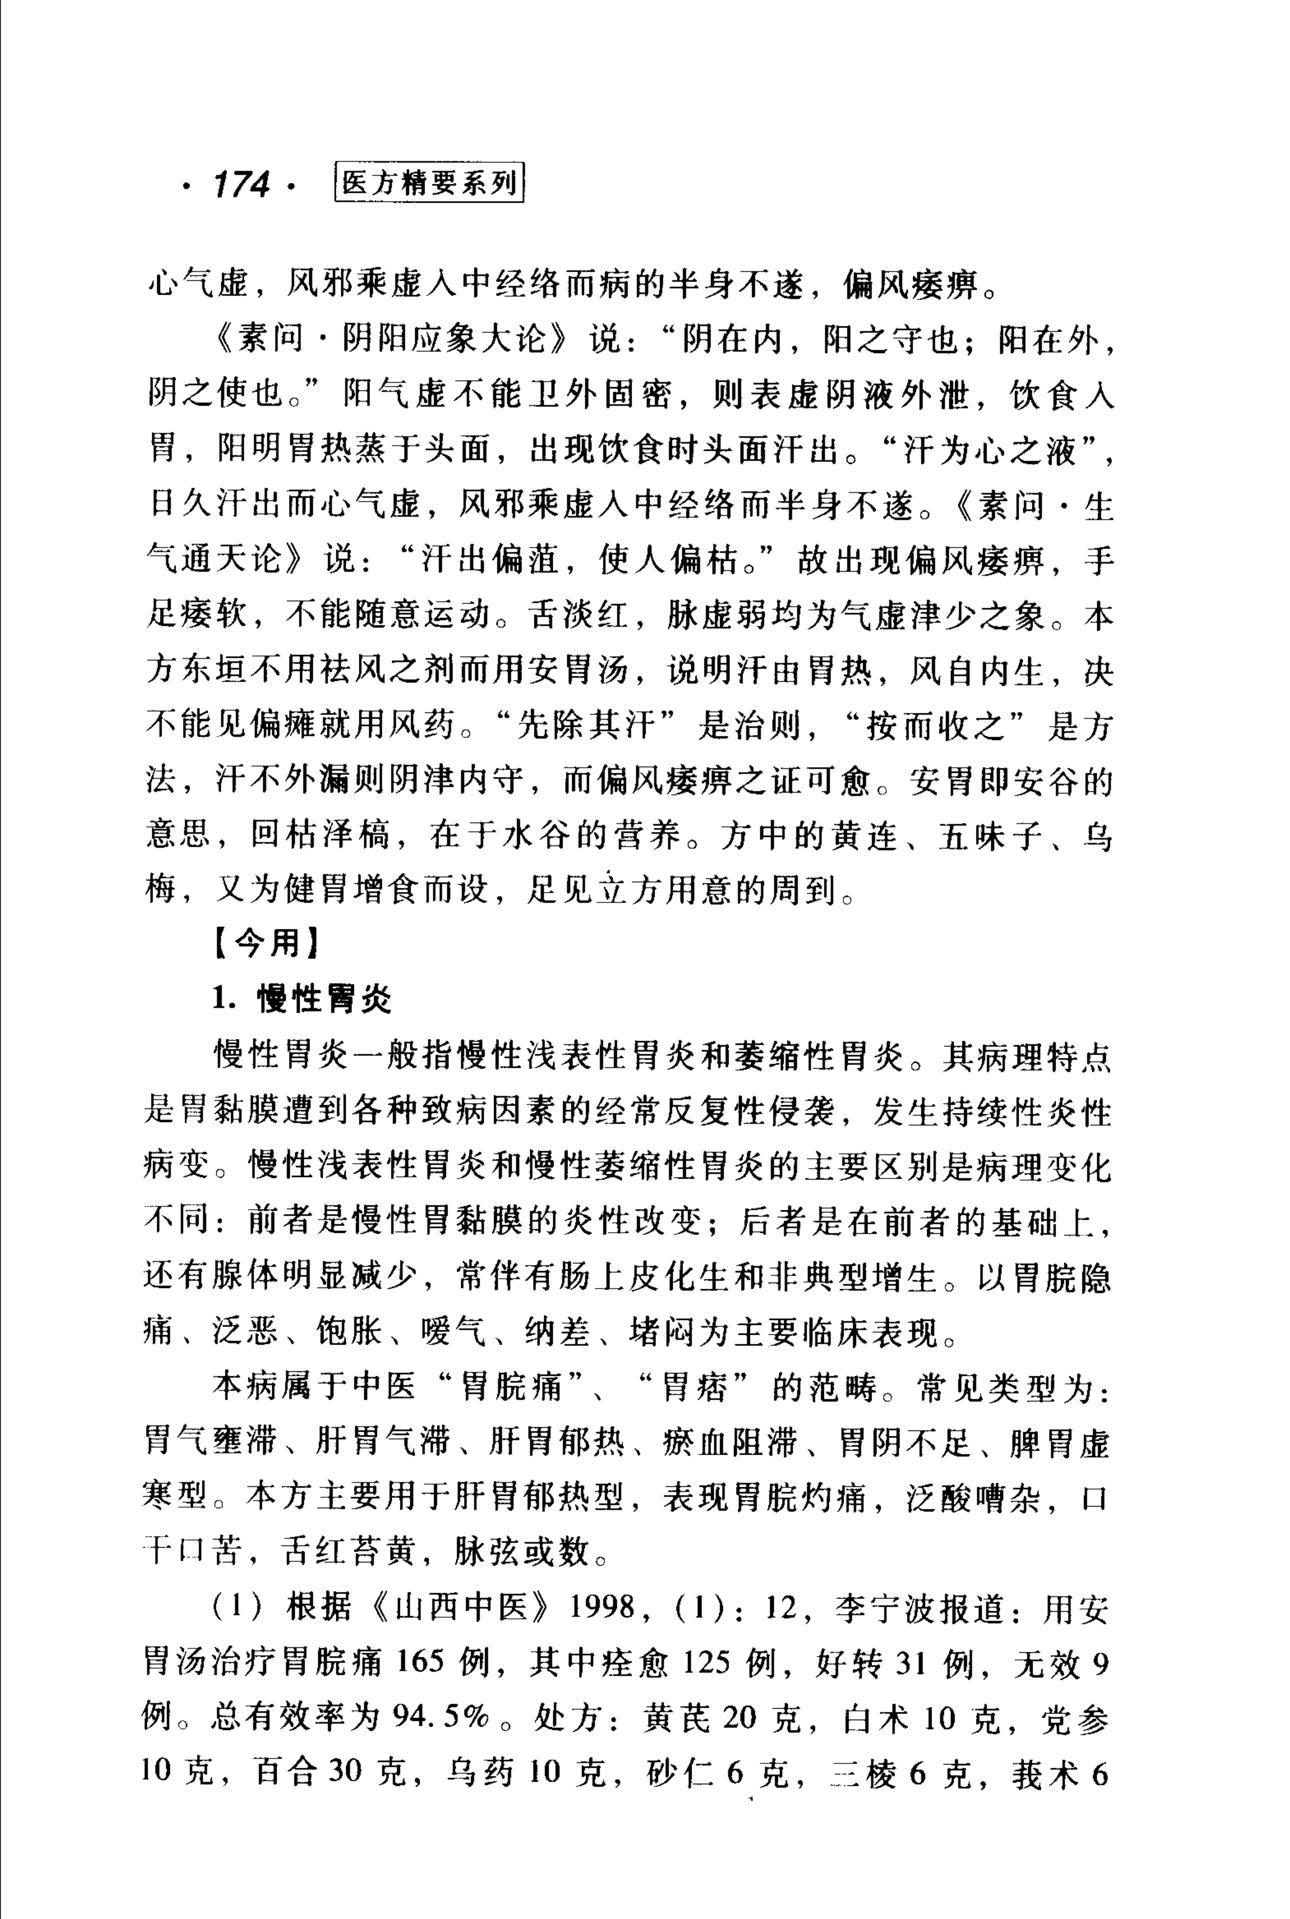 ·174· 医方精要系列
心气虚，风邪乘虚入中经络而病的半身不遂，偏风痿痹。
《素问·阴阳应象大论》说：“阴在内，阳之守也；阳在外，
阴之使也。”阳气虚不能卫外固密，则表虚阴液外泄，饮食入
胃，阳明胃热蒸于头面，出现饮食时头面汗出。“汗为心之液”，
日久汗出而心气虚，风邪乘虚入中经络而半身不遂。《素问·生
气通天论》说：“汗出偏菹，使人偏枯。”故出现偏风痿痹，手
足痿软，不能随意运动。舌淡红，脉虚弱均为气虚津少之象。本
方东垣不用祛风之剂而用安胃汤，说明汗由胃热，风自内生，决
不能见偏瘫就用风药。“先除其汗”是治则，“按而收之”是方
法，汗不外漏则阴津内守，而偏风痿痹之证可愈。安胃即安谷的
意思，回枯泽槁，在于水谷的营养。方中的黄连、五味子、乌
梅，又为健胃增食而设，足见立方用意的周到。
【今用】
1. 慢性胃炎
慢性胃炎一般指慢性浅表性胃炎和萎缩性胃炎。其病理特点
是胃黏膜遭到各种致病因素的经常反复性侵袭，发生持续性炎性
病变。慢性浅表性胃炎和慢性萎缩性胃炎的主要区别是病理变化
不同：前者是慢性胃黏膜的炎性改变；后者是在前者的基础上，
还有腺体明显减少，常伴有肠上皮化生和非典型增生。以胃脘隐
痛、泛恶、饱胀、嗳气、纳差、堵闷为主要临床表现。
本病属于中医“胃脘痛”、“胃痞”的范畴。常见类型为：
胃气壅滞、肝胃气滞、肝胃郁热、瘀血阻滞、胃阴不足、脾胃虚
寒型。本方主要用于肝胃郁热型，表现胃脘灼痛，泛酸嘈杂，口
干口苦，舌红苔黄，脉弦或数。
（1）根据《山西中医》1998，（1）：12，李宁波报道：用安
胃汤治疗胃脘痛 165 例，其中痊愈 125 例，好转 31 例，无效 9
例。总有效率为 94.5%。处方：黄芪 20 克，白术 10 克，党参
10 克，百合 30 克，乌药 10 克，砂仁 6 克，三棱 6 克，莪术 6